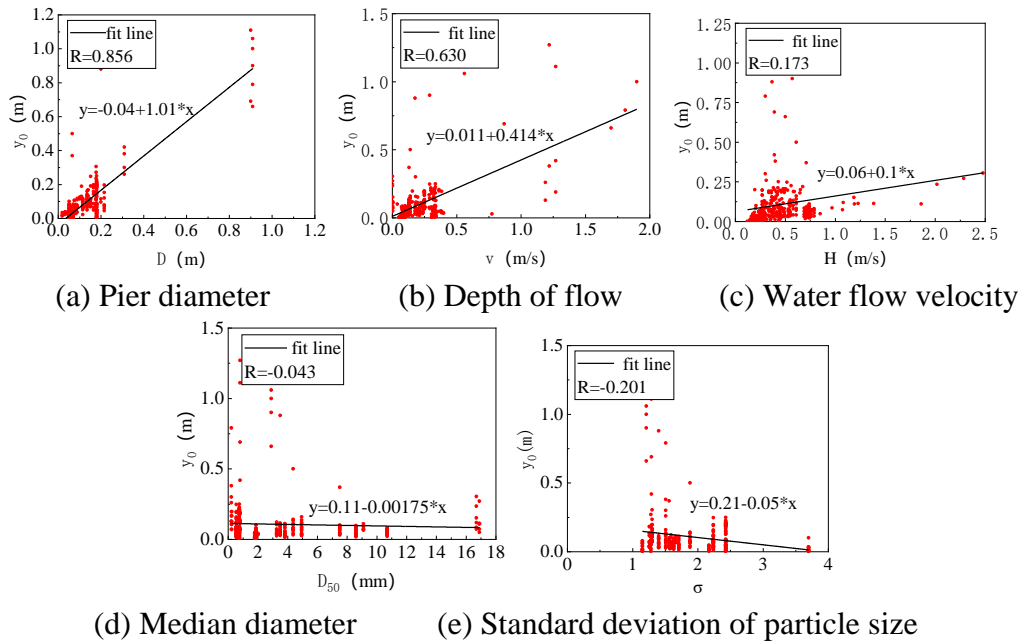 fit line
R=0.856
y=-0.04+1.01*x
y0 (m)
1.2
1.0
0.8
0.6
0.4
0.2
0.0
0.0 0.2 0.4 0.6 0.8 1.0 1.2
D (m)
(a) Pier diameter
fit line
R=0.630
y=0.011+0.414*x
y0 (m)
1.5
1.0
0.5
0.0
0.0 0.5 1.0 1.5 2.0
v (m/s)
(b) Depth of flow
fit line
R=0.173
y=0.06+0.1*x
y0 (m)
1.25
1.00
0.75
0.50
0.25
0.00
0.0 0.5 1.0 1.5 2.0 2.5
H (m/s)
(c) Water flow velocity
fit line
R=-0.043
y=0.11-0.00175*x
y0 (m)
1.5
1.0
0.5
0.0
0 2 4 6 8 10 12 14 16 18
D50 (mm)
(d) Median diameter
fit line
R=-0.201
y=0.21-0.05*x
y0(m)
1.5
1.0
0.5
0.0
0 1 2 3 4
σ
(e) Standard deviation of particle size